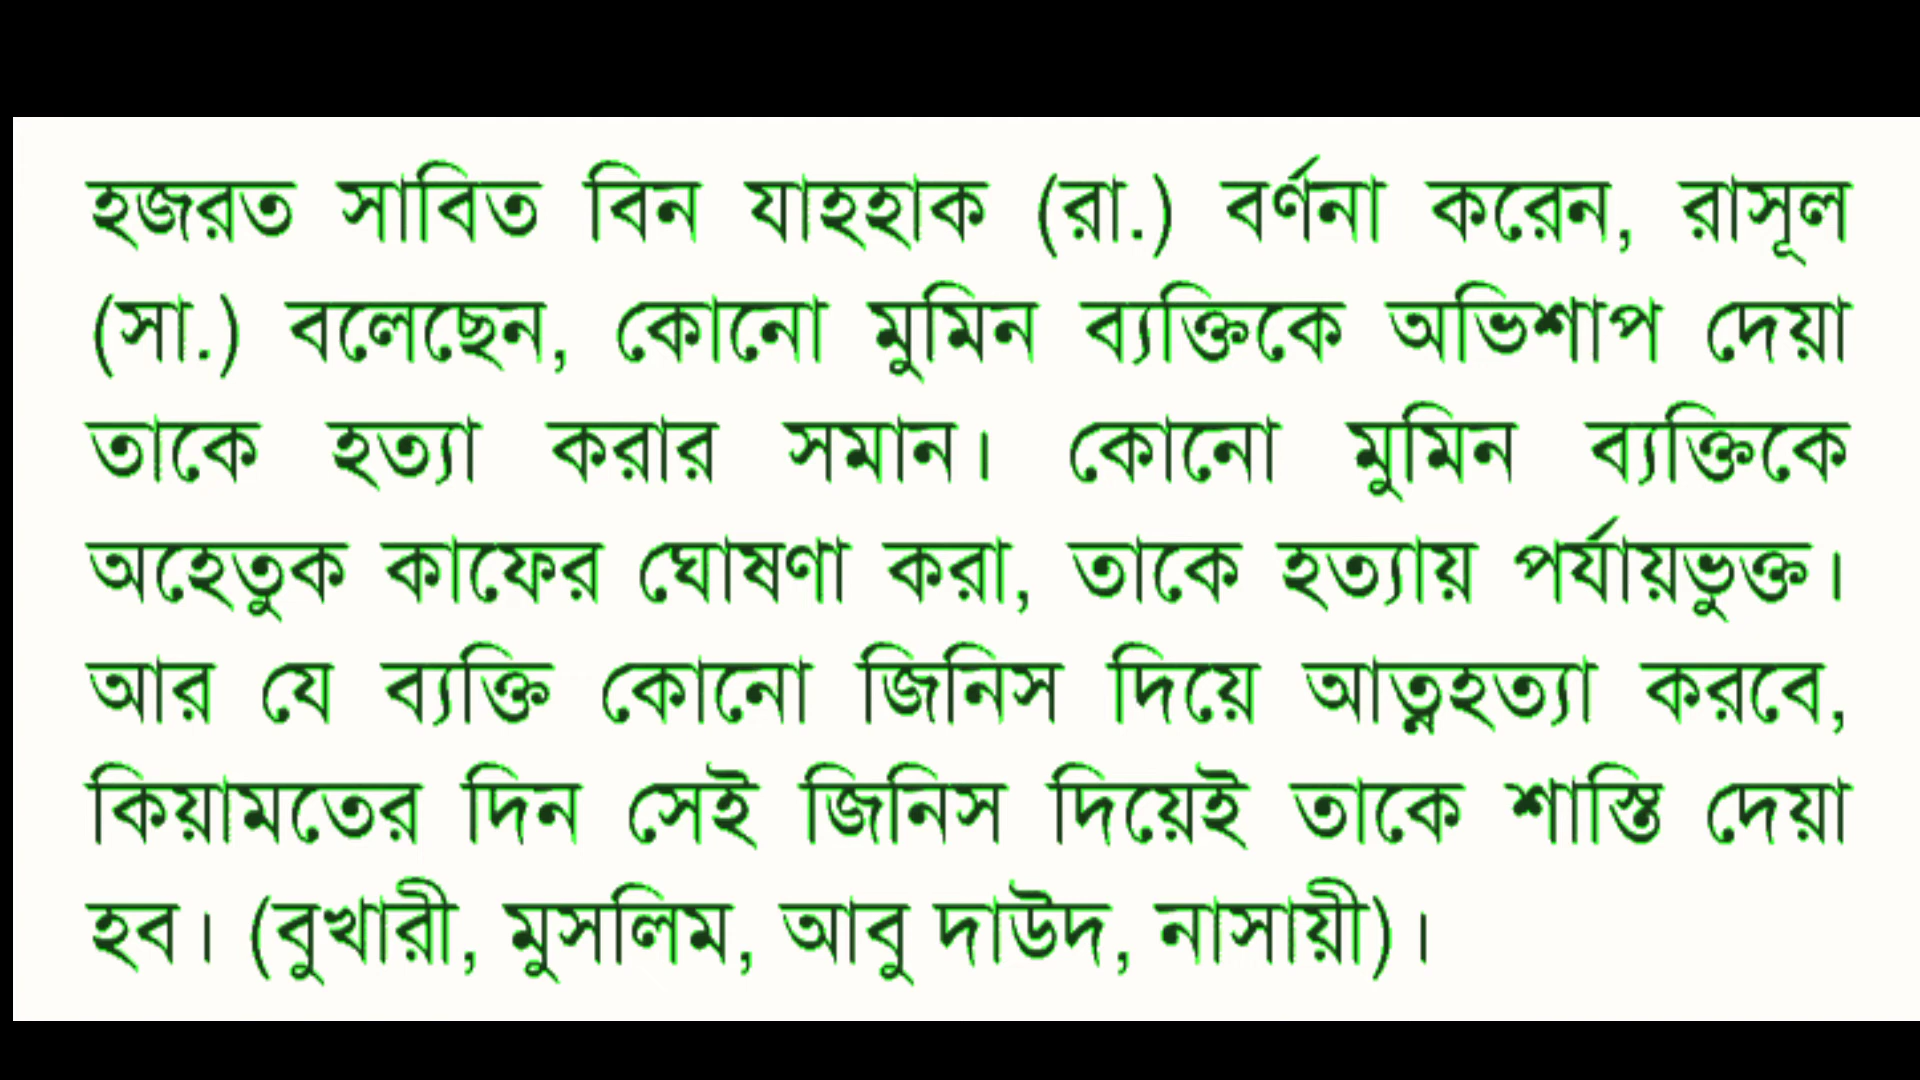 হজরত সাবিত বিন যাহহাক (রা.) বর্ণনা করেন, রাসূল
(সা.) বলেছেন, কোনো মুমিন ব্যক্তিকে অভিশাপ দেয়া
তাকে হত্যা করার সমান। কোনো মুমিন ব্যক্তিকে
অহেতুক কাফের ঘোষণা করা, তাকে হত্যায় পর্যায়ভুক্ত।
আর যে ব্যক্তি কোনো জিনিস দিয়ে আত্নহত্যা করবে,
কিয়ামতের দিন সেই জিনিস দিয়েই তাকে শাস্তি দেয়া
হব। (বুখারী, মুসলিম, আবু দাউদ, নাসায়ী)।